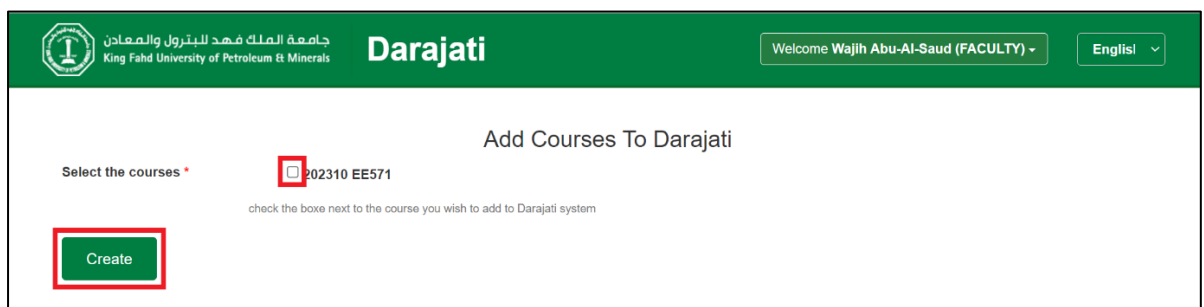 جامعة الملك فهد للبترول والمعادن
King Fahd University of Petroleum & Minerals
Darajati
Welcome Wajih Abu-Al-Saud (FACULTY)
Englisl
Add Courses To Darajati
Select the courses *
202310 EE571
check the boxe next to the course you wish to add to Darajati system
Create